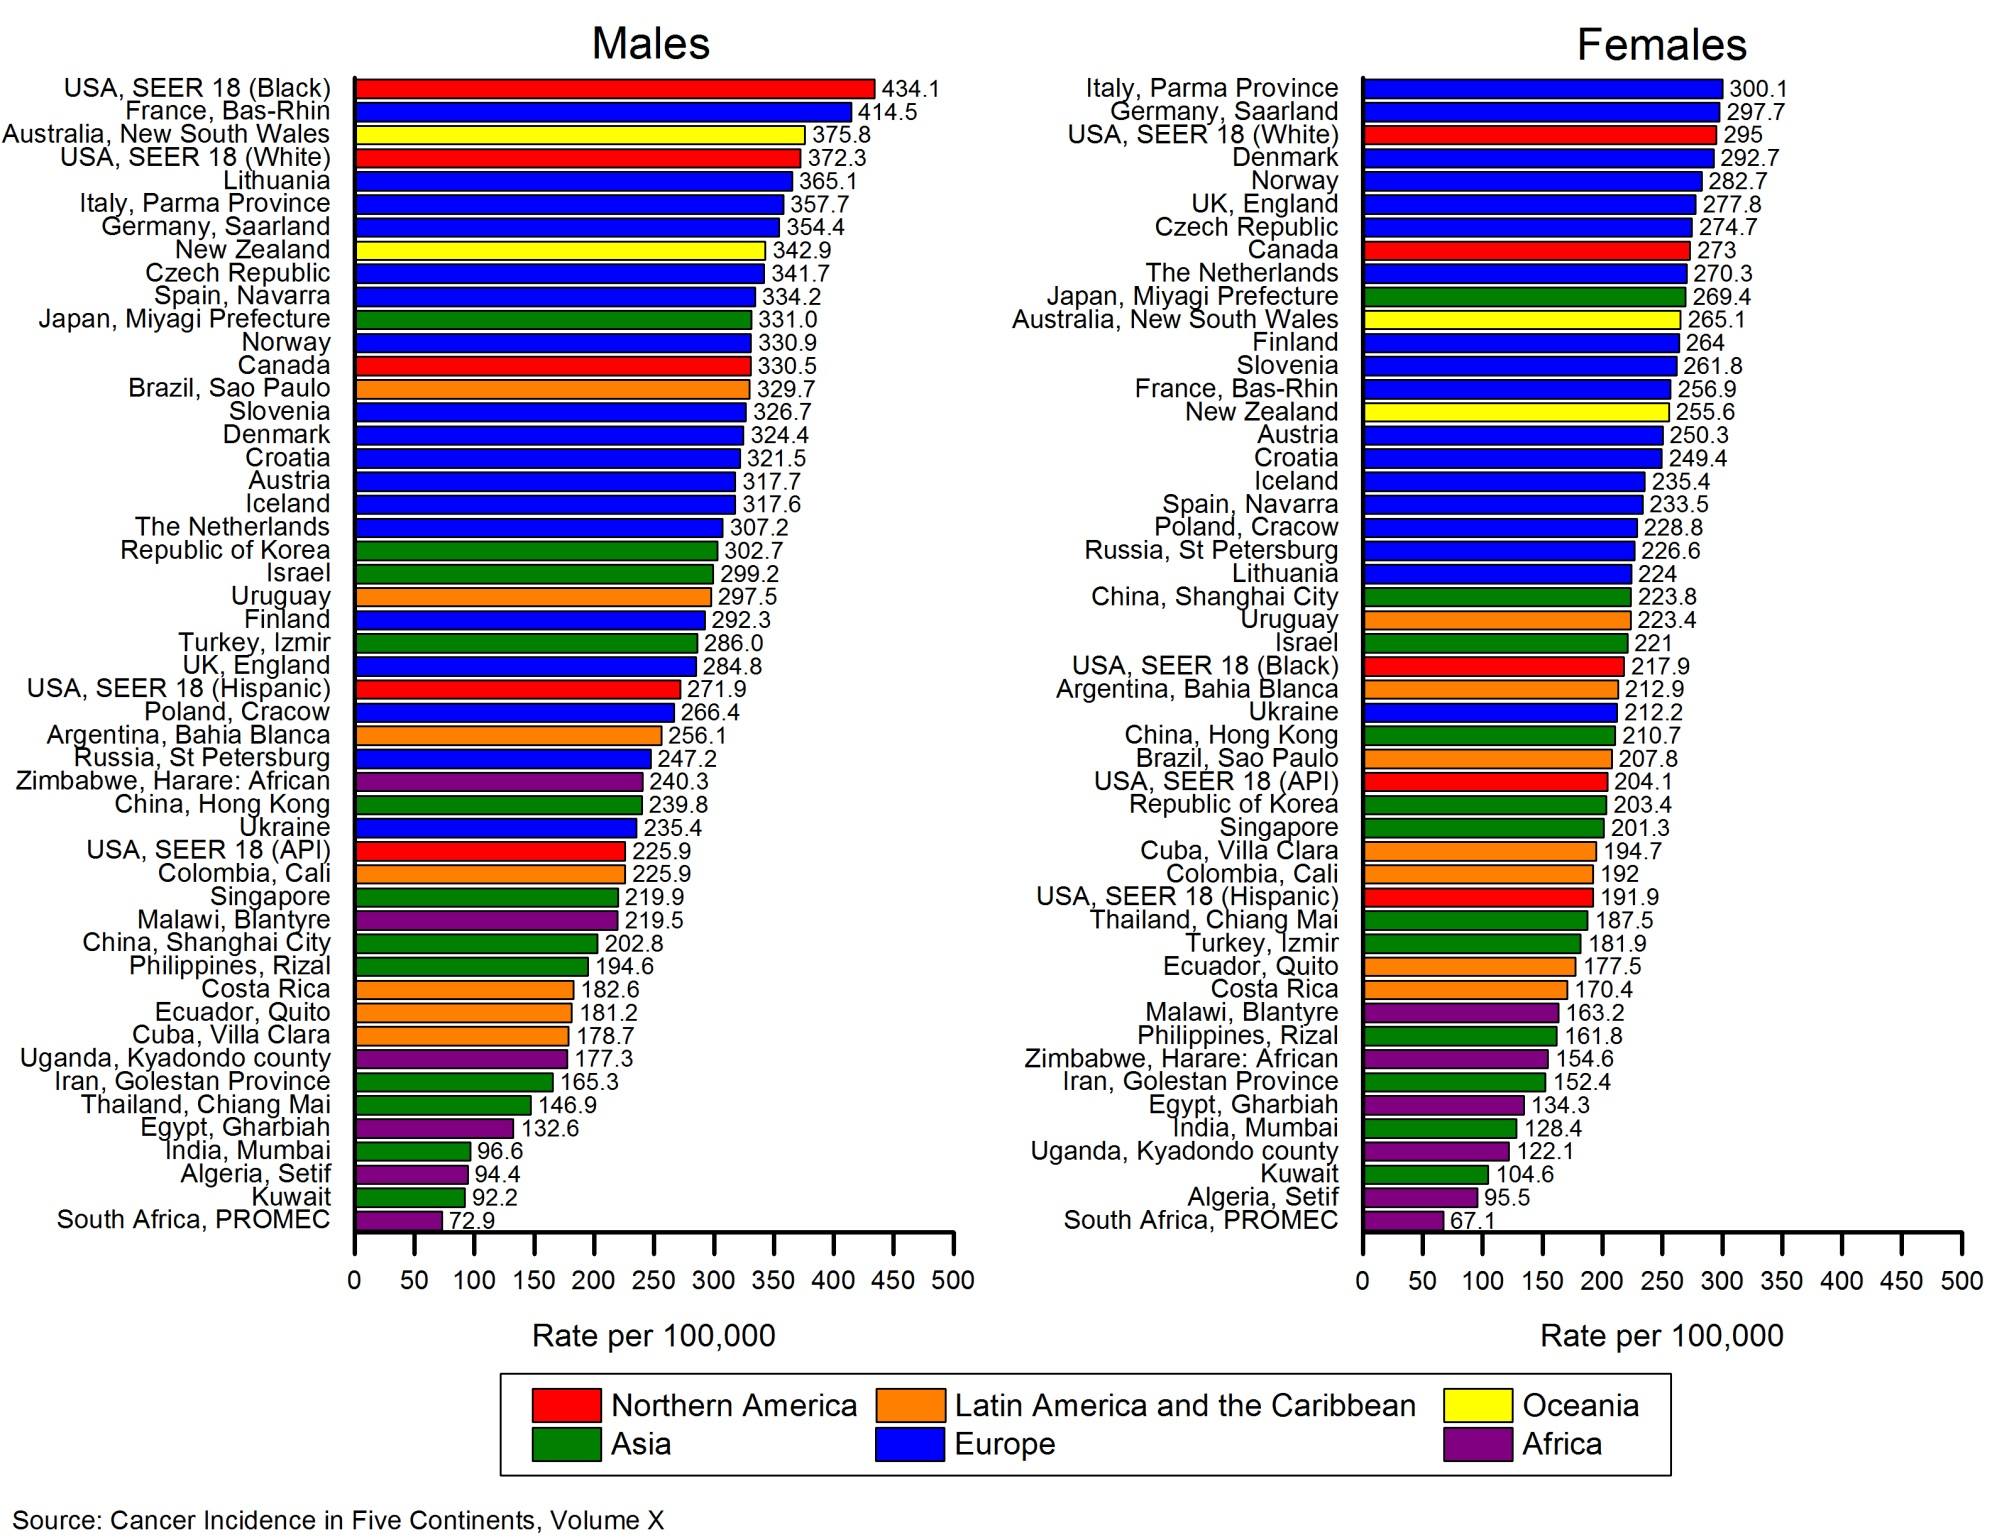 Males
USA, SEER 18 (Black) 434.1
France, Bas-Rhin 414.5
Australia, New South Wales 375.8
USA, SEER 18 (White) 372.3
Lithuania 365.1
Italy, Parma Province 357.7
Germany, Saarland 354.4
New Zealand 342.9
Czech Republic 341.7
Spain, Navarra 334.2
Japan, Miyagi Prefecture 331.0
Norway 330.9
Canada 330.5
Brazil, Sao Paulo 329.7
Slovenia 326.7
Denmark 324.4
Croatia 321.5
Austria 317.7
Iceland 317.6
The Netherlands 307.2
Republic of Korea 302.7
Israel 299.2
Uruguay 297.5
Finland 292.3
Turkey, Izmir 286.0
UK, England 284.8
USA, SEER 18 (Hispanic) 271.9
Poland, Cracow 266.4
Argentina, Bahia Blanca 256.1
Russia, St Petersburg 247.2
Zimbabwe, Harare: African 240.3
China, Hong Kong 239.8
Ukraine 235.4
USA, SEER 18 (API) 225.9
Colombia, Cali 225.9
Singapore 219.9
Malawi, Blantyre 219.5
China, Shanghai City 202.8
Philippines, Rizal 194.6
Costa Rica 182.6
Ecuador, Quito 181.2
Cuba, Villa Clara 178.7
Uganda, Kyadondo county 177.3
Iran, Golestan Province 165.3
Thailand, Chiang Mai 146.9
Egypt, Gharbiah 132.6
India, Mumbai 96.6
Algeria, Setif 94.4
Kuwait 92.2
South Africa, PROMEC 72.9
0 50 100 150 200 250 300 350 400 450 500
Rate per 100,000
Females
Italy, Parma Province 300.1
Germany, Saarland 297.7
USA, SEER 18 (White) 295
Denmark 292.7
Norway 282.7
UK, England 277.8
Czech Republic 274.7
Canada 273
The Netherlands 270.3
Japan, Miyagi Prefecture 269.4
Australia, New South Wales 265.1
Finland 264
Slovenia 261.8
France, Bas-Rhin 256.9
New Zealand 255.6
Austria 250.3
Croatia 249.4
Iceland 235.4
Spain, Navarra 233.5
Poland, Cracow 228.8
Russia, St Petersburg 226.6
Lithuania 224
China, Shanghai City 223.8
Uruguay 223.4
Israel 221
USA, SEER 18 (Black) 217.9
Argentina, Bahia Blanca 212.9
Ukraine 212.2
China, Hong Kong 210.7
Brazil, Sao Paulo 207.8
USA, SEER 18 (API) 204.1
Republic of Korea 203.4
Singapore 201.3
Cuba, Villa Clara 194.7
Colombia, Cali 192
USA, SEER 18 (Hispanic) 191.9
Thailand, Chiang Mai 187.5
Turkey, Izmir 181.9
Ecuador, Quito 177.5
Costa Rica 170.4
Malawi, Blantyre 163.2
Philippines, Rizal 161.8
Zimbabwe, Harare: African 154.6
Iran, Golestan Province 152.4
Egypt, Gharbiah 134.3
India, Mumbai 128.4
Uganda, Kyadondo county 122.1
Kuwait 104.6
Algeria, Setif 95.5
South Africa, PROMEC 67.1
0 50 100 150 200 250 300 350 400 450 500
Rate per 100,000
Northern America Latin America and the Caribbean Oceania
Asia Europe Africa
Source: Cancer Incidence in Five Continents, Volume X